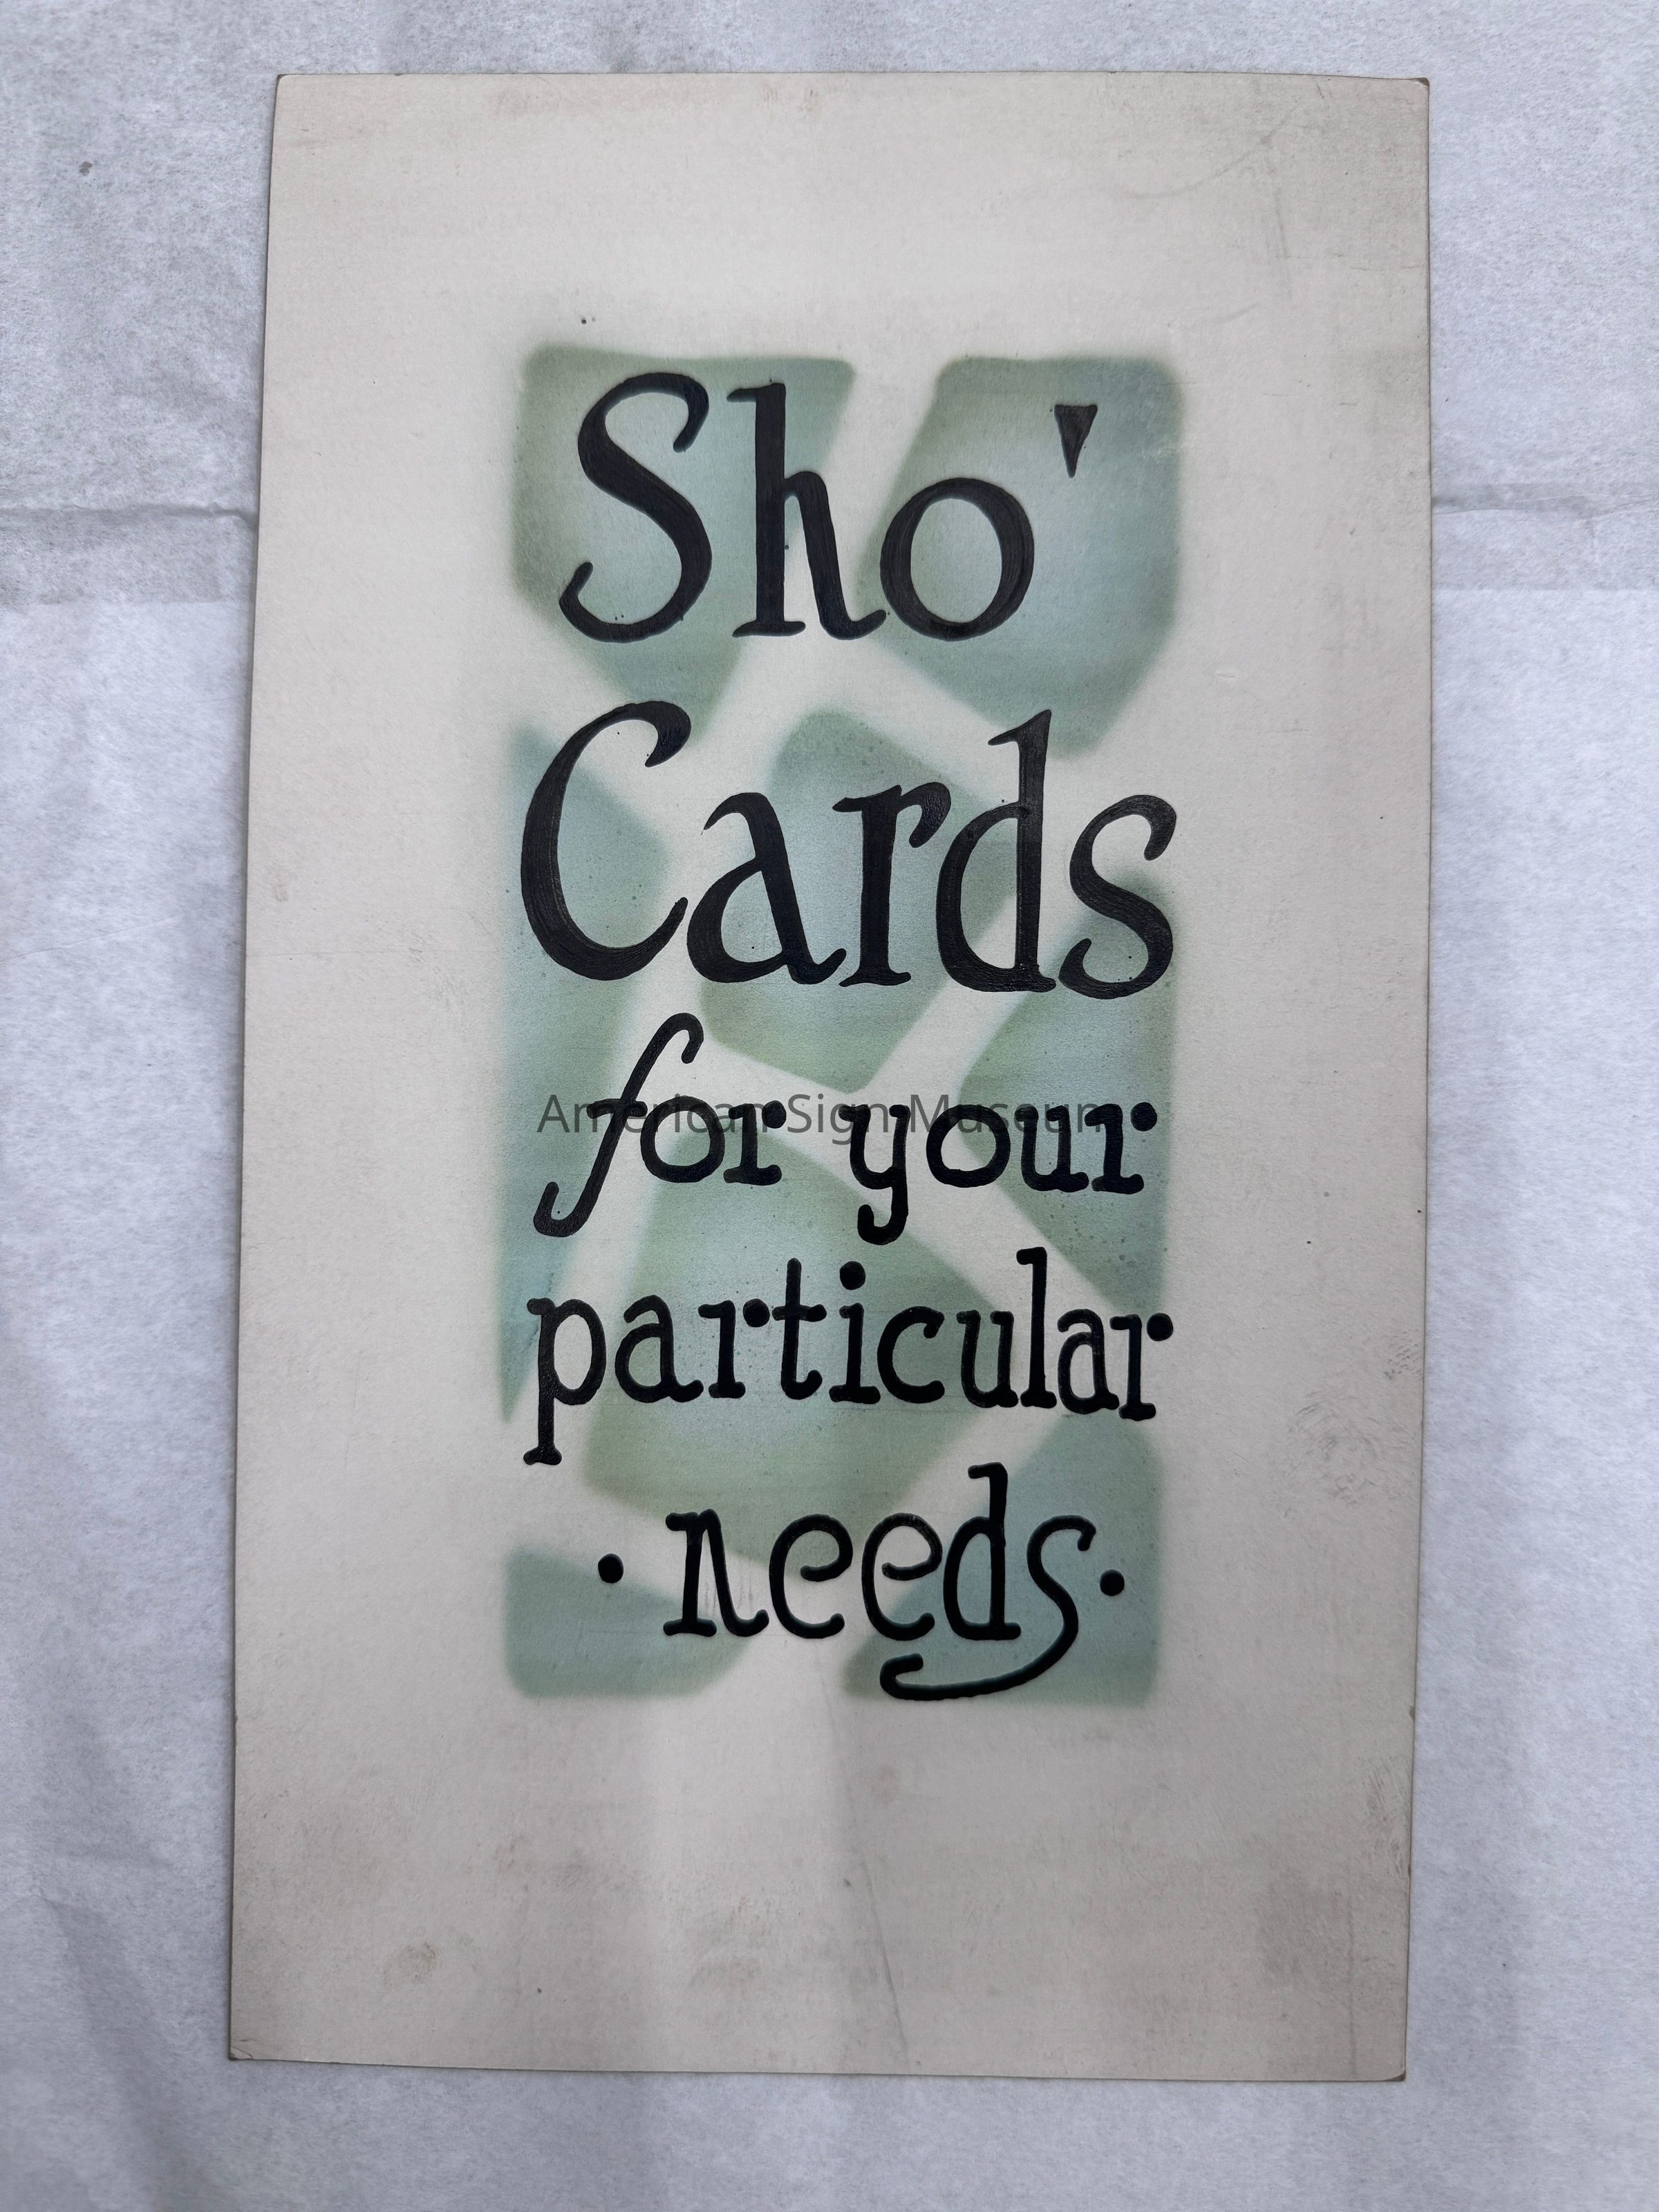 Sho'
Cards
for your
American Sign Museum
particular
· needs ·